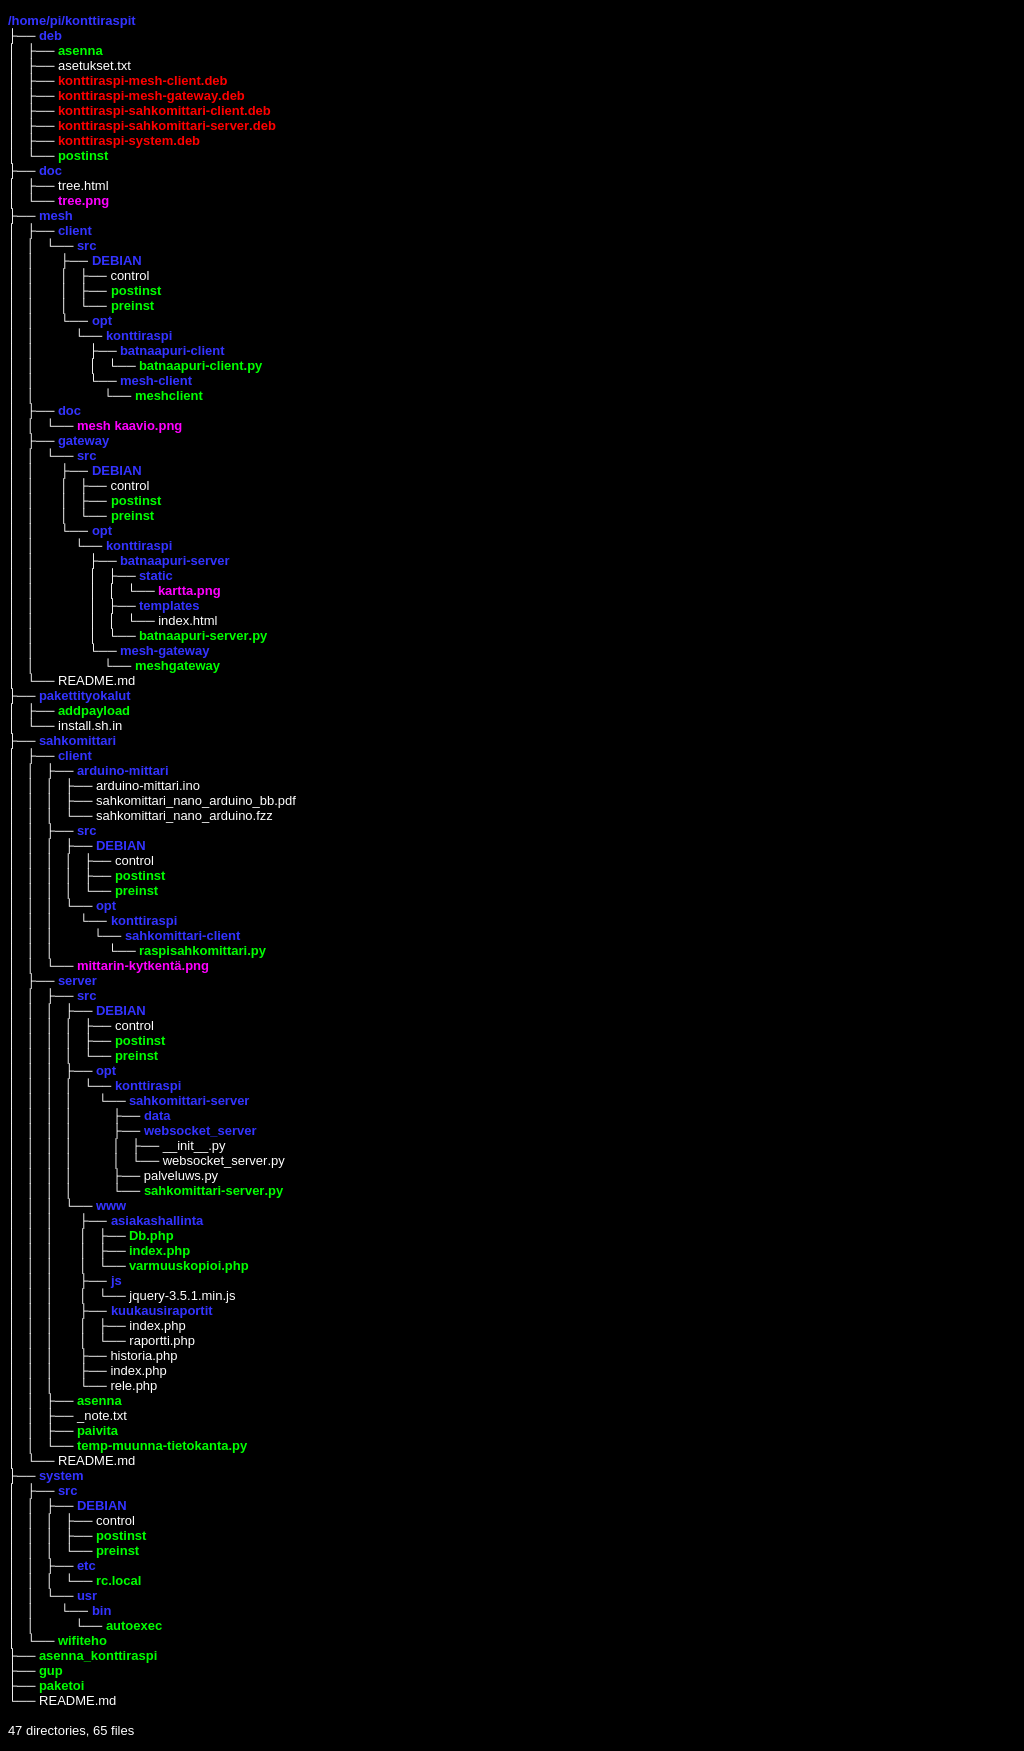 /home/pi/konttiraspit
├── deb
│   ├── asenna
│   ├── asetukset.txt
│   ├── konttiraspi-mesh-client.deb
│   ├── konttiraspi-mesh-gateway.deb
│   ├── konttiraspi-sahkomittari-client.deb
│   ├── konttiraspi-sahkomittari-server.deb
│   ├── konttiraspi-system.deb
│   └── postinst
├── doc
│   ├── tree.html
│   └── tree.png
├── mesh
│   ├── client
│   │   └── src
│   │       ├── DEBIAN
│   │       │   ├── control
│   │       │   ├── postinst
│   │       │   └── preinst
│   │       └── opt
│   │           └── konttiraspi
│   │               ├── batnaapuri-client
│   │               │   └── batnaapuri-client.py
│   │               └── mesh-client
│   │                   └── meshclient
│   ├── doc
│   │   └── mesh kaavio.png
│   ├── gateway
│   │   └── src
│   │       ├── DEBIAN
│   │       │   ├── control
│   │       │   ├── postinst
│   │       │   └── preinst
│   │       └── opt
│   │           └── konttiraspi
│   │               ├── batnaapuri-server
│   │               │   ├── static
│   │               │   │   └── kartta.png
│   │               │   ├── templates
│   │               │   │   └── index.html
│   │               │   └── batnaapuri-server.py
│   │               └── mesh-gateway
│   │                   └── meshgateway
│   └── README.md
├── pakettityokalut
│   ├── addpayload
│   └── install.sh.in
├── sahkomittari
│   ├── client
│   │   ├── arduino-mittari
│   │   │   ├── arduino-mittari.ino
│   │   │   ├── sahkomittari_nano_arduino_bb.pdf
│   │   │   └── sahkomittari_nano_arduino.fzz
│   │   ├── src
│   │   │   ├── DEBIAN
│   │   │   │   ├── control
│   │   │   │   ├── postinst
│   │   │   │   └── preinst
│   │   │   └── opt
│   │   │       └── konttiraspi
│   │   │           └── sahkomittari-client
│   │   │               └── raspisahkomittari.py
│   │   └── mittarin-kytkentä.png
│   ├── server
│   │   ├── src
│   │   │   ├── DEBIAN
│   │   │   │   ├── control
│   │   │   │   ├── postinst
│   │   │   │   └── preinst
│   │   │   ├── opt
│   │   │   │   └── konttiraspi
│   │   │   │       └── sahkomittari-server
│   │   │   │           ├── data
│   │   │   │           ├── websocket_server
│   │   │   │           │   ├── __init__.py
│   │   │   │           │   └── websocket_server.py
│   │   │   │           ├── palveluws.py
│   │   │   │           └── sahkomittari-server.py
│   │   │   └── www
│   │   │       ├── asiakashallinta
│   │   │       │   ├── Db.php
│   │   │       │   ├── index.php
│   │   │       │   └── varmuuskopioi.php
│   │   │       ├── js
│   │   │       │   └── jquery-3.5.1.min.js
│   │   │       ├── kuukausiraportit
│   │   │       │   ├── index.php
│   │   │       │   └── raportti.php
│   │   │       ├── historia.php
│   │   │       ├── index.php
│   │   │       └── rele.php
│   │   ├── asenna
│   │   ├── _note.txt
│   │   ├── paivita
│   │   └── temp-muunna-tietokanta.py
│   └── README.md
├── system
│   ├── src
│   │   ├── DEBIAN
│   │   │   ├── control
│   │   │   ├── postinst
│   │   │   └── preinst
│   │   ├── etc
│   │   │   └── rc.local
│   │   └── usr
│   │       └── bin
│   │           └── autoexec
│   └── wifiteho
├── asenna_konttiraspi
├── gup
├── paketoi
└── README.md
47 directories, 65 files